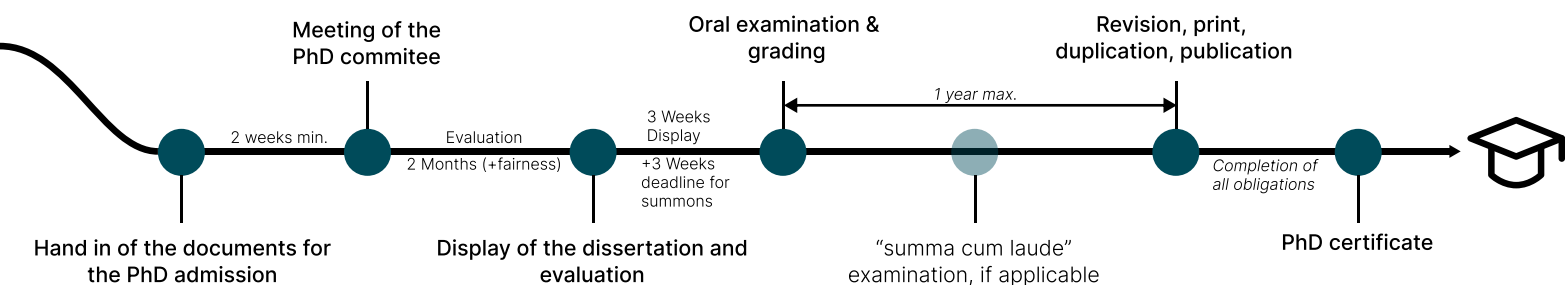 Meeting of the
PhD commitee
Oral examination &
grading
Revision, print,
duplication, publication
1 year max.
3 Weeks
Display
2 weeks min.
Evaluation
2 Months (+fairness)
+3 Weeks
deadline for
summons
Completion of
all obligations
Hand in of the documents for
the PhD admission
Display of the dissertation and
evaluation
“summa cum laude”
examination, if applicable
PhD certificate